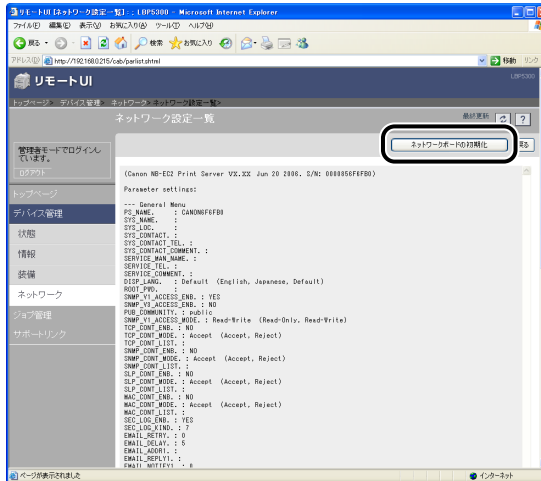 リモートUI [ネットワーク設定一覧] : : LBP5300 - Microsoft Internet Explorer
ファイル(F) 編集(E) 表示(V) お気に入り(A) ツール(T) ヘルプ(H)
戻る 検索 お気に入り
アドレス(D) http://192.168.0.215/cab/parlist.shtml 移動 リンク
リモートUI LBP5300
トップページ> デバイス管理> ネットワーク> ネットワーク設定一覧>
ネットワーク設定一覧 最終更新 ?
ネットワークボードの初期化 戻る
管理者モードでログインしています。
ログアウト
トップページ
デバイス管理
状態
情報
装備
ネットワーク
ジョブ管理
サポートリンク
(Canon NB-EC2 Print Server VX.XX Jun 20 2006. S/N: 0000856F6FB0)
Parameter settings:
--- General Menu
PS_NAME. : CANON6F6FB0
SYS_NAME. :
SYS_LOC. :
SYS_CONTACT. :
SYS_CONTACT_TEL. :
SYS_CONTACT_COMMENT. :
SERVICE_MAN_NAME. :
SERVICE_TEL. :
SERVICE_COMMENT. :
DISP_LANG. : Default (English, Japanese, Default)
ROOT_PWD. :
SNMP_V1_ACCESS_ENB. : YES
SNMP_V3_ACCESS_ENB. : NO
PUB_COMMUNITY. : public
SNMP_V1_ACCESS_MODE. : Read-Write (Read-Only, Read-Write)
TCP_CONT_ENB. : NO
TCP_CONT_MODE. : Accept (Accept, Reject)
TCP_CONT_LIST. :
SNMP_CONT_ENB. : NO
SNMP_CONT_MODE. : Accept (Accept, Reject)
SNMP_CONT_LIST. :
SLP_CONT_ENB. : NO
SLP_CONT_MODE. : Accept (Accept, Reject)
SLP_CONT_LIST. :
MAC_CONT_ENB. : NO
MAC_CONT_MODE. : Accept (Accept, Reject)
MAC_CONT_LIST. :
SEC_LOG_ENB. : YES
SEC_LOG_KIND. : 7
EMAIL_RETRY. : 0
EMAIL_DELAY. : 5
EMAIL_ADDR1. :
EMAIL_REPLY1. :
EMAIL_NOTIFY1. : 0
ページが表示されました インターネット